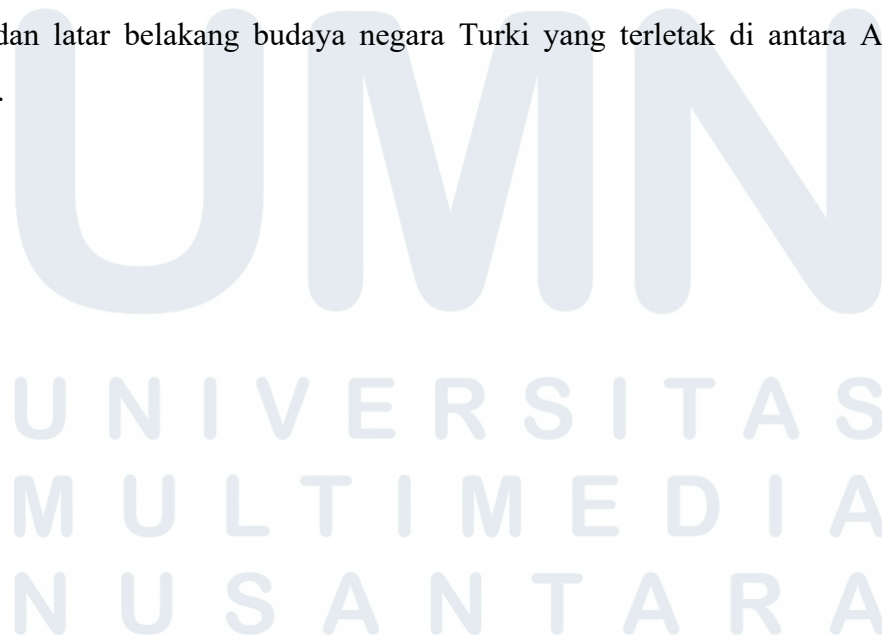 dan latar belakang budaya negara Turki yang terletak di antara A
.
UMN
UNIVERSITAS
MULTIMEDIA
NUSANTARA